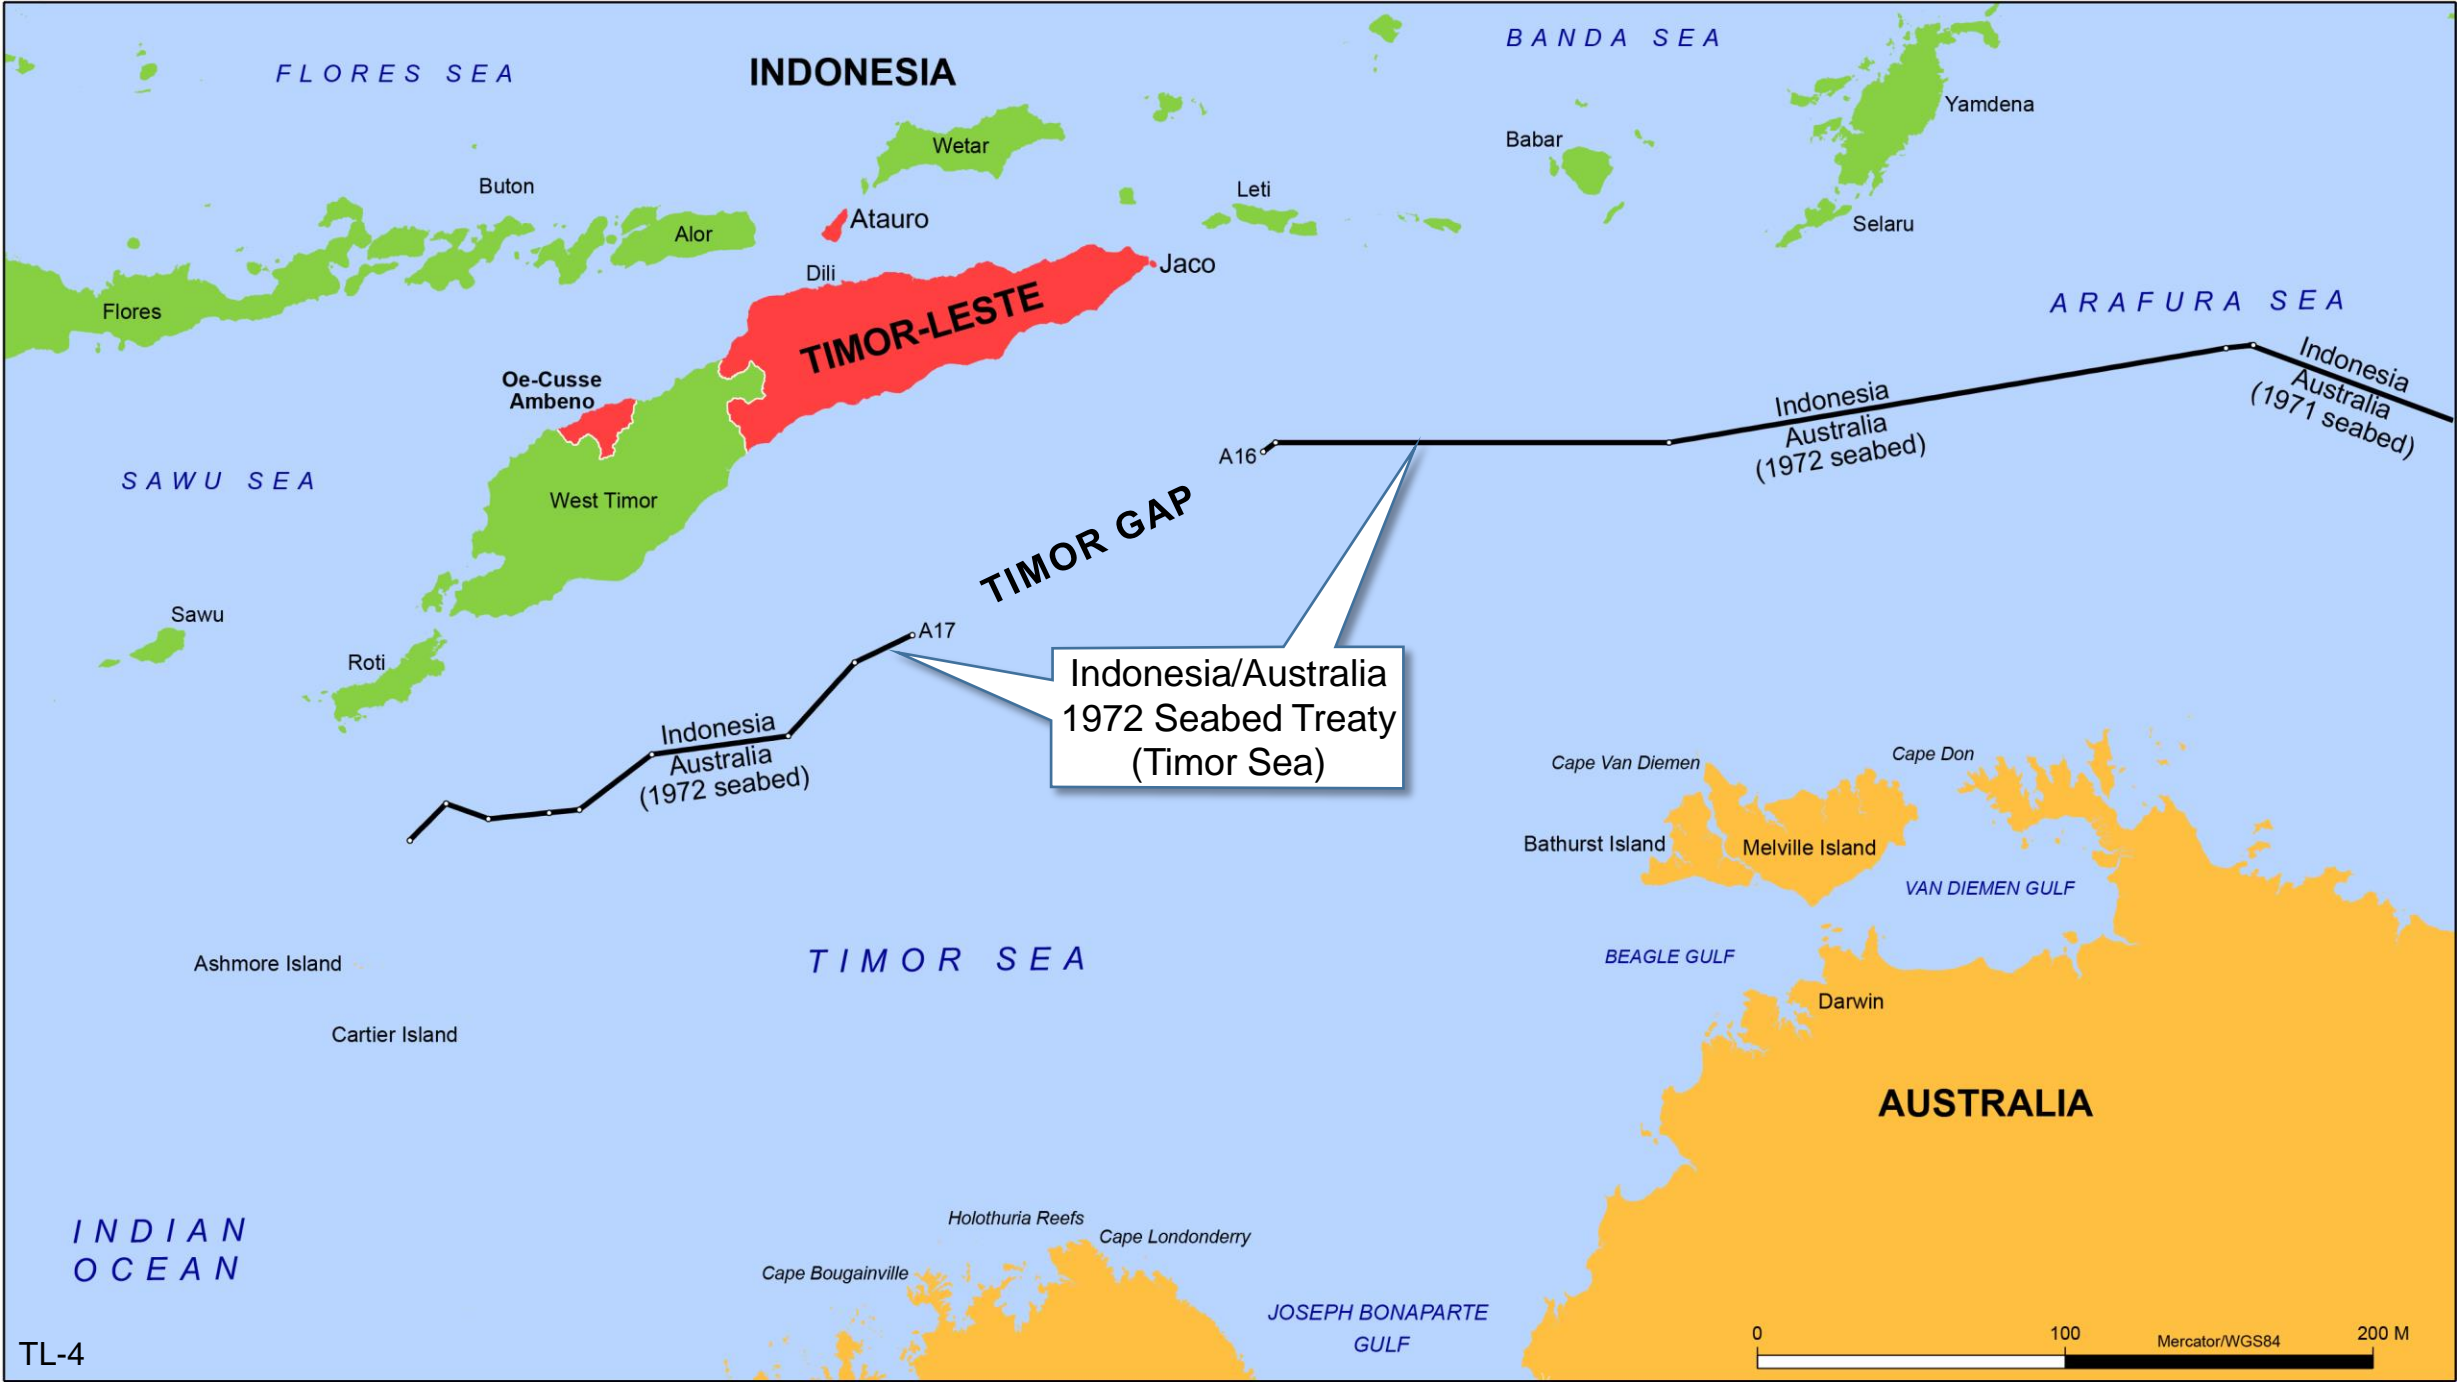 FLORES SEA
INDONESIA
BANDA SEA
Yamdena
Wetar
Babar
Buton
Leti
Atauro
Selaru
Alor
Dili
Jaco
Flores
TIMOR-LESTE
ARAFURA SEA
Indonesia
Australia
(1971 seabed)
Oe-Cusse
Ambeno
Indonesia
Australia
(1972 seabed)
A16
SAWU SEA
West Timor
TIMOR GAP
Sawu
A17
Roti
Indonesia/Australia
1972 Seabed Treaty
(Timor Sea)
Indonesia
Australia
(1972 seabed)
Cape Van Diemen
Cape Don
Bathurst Island
Melville Island
VAN DIEMEN GULF
Ashmore Island
TIMOR SEA
BEAGLE GULF
Darwin
Cartier Island
AUSTRALIA
INDIAN
OCEAN
Holothuria Reefs
Cape Londonderry
Cape Bougainville
JOSEPH BONAPARTE
GULF
0 100 200 M
Mercator/WGS84
TL-4